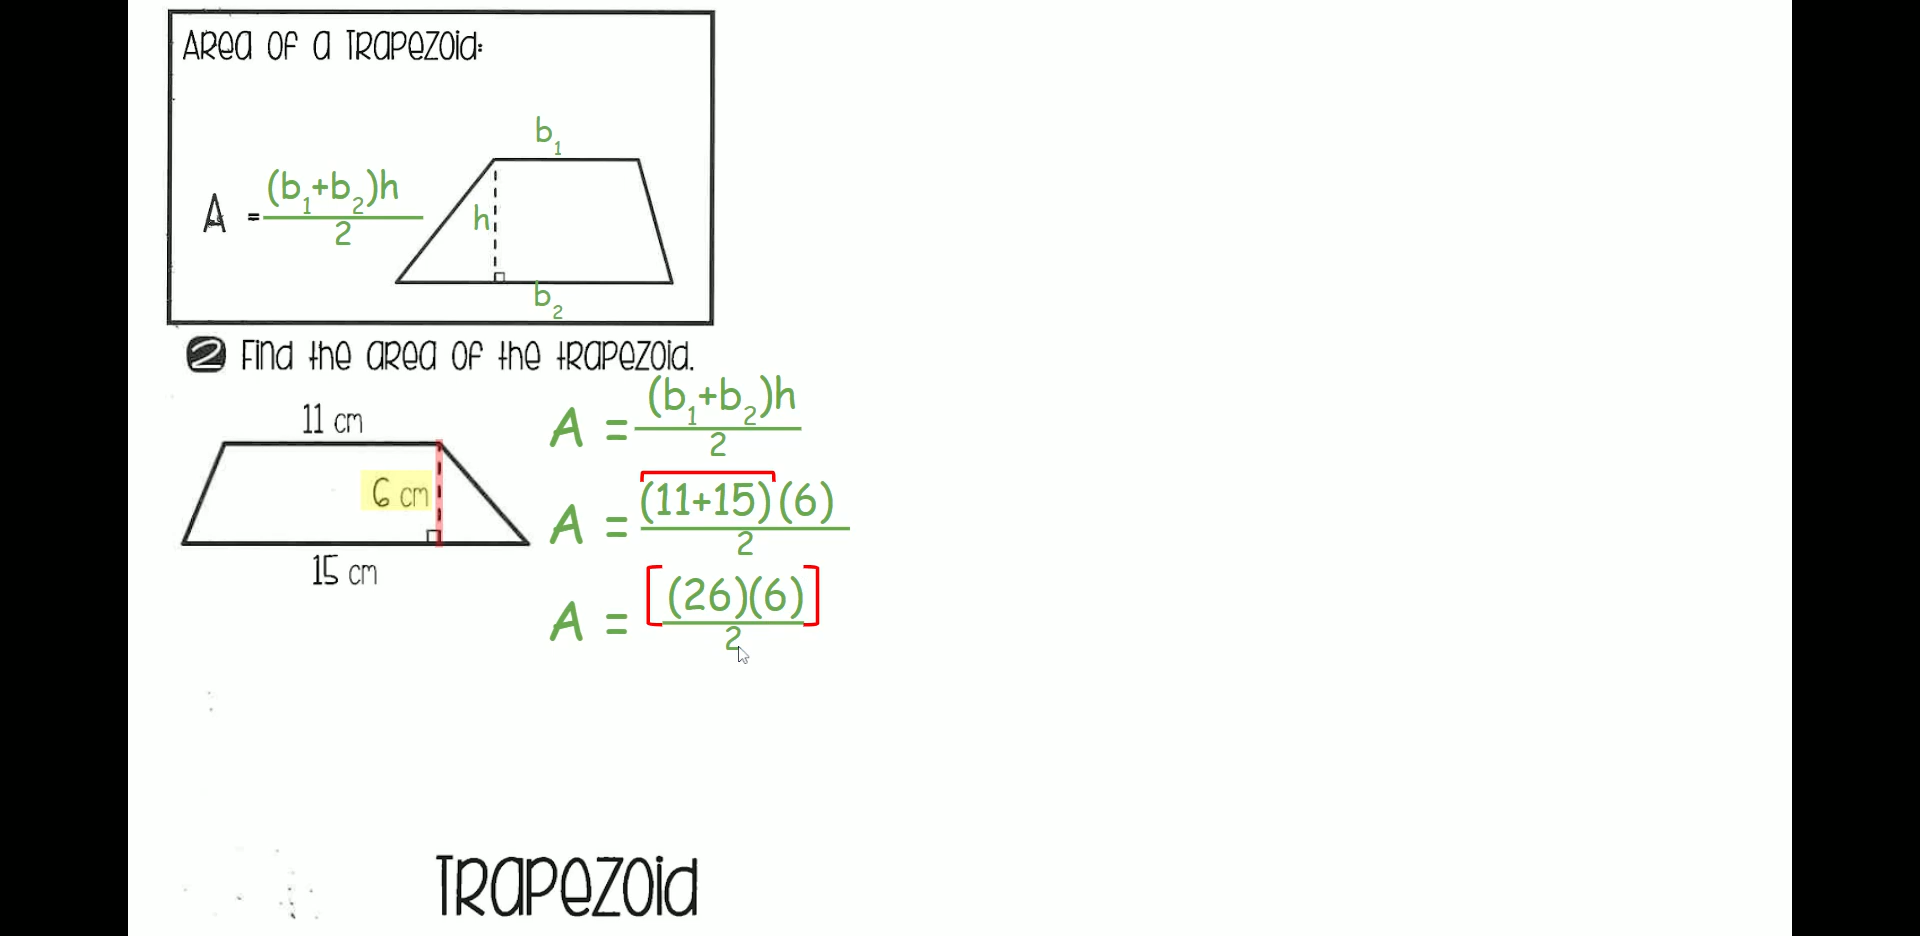 Area of a Trapezoid:
b₁
A = (b₁+b₂)h
2
h
b₂
2 Find the area of the trapezoid.
11 cm
6 cm
15 cm
A = (b₁+b₂)h
2
A = (11+15)(6)
2
A = [(26)(6)]
2
Trapezoid